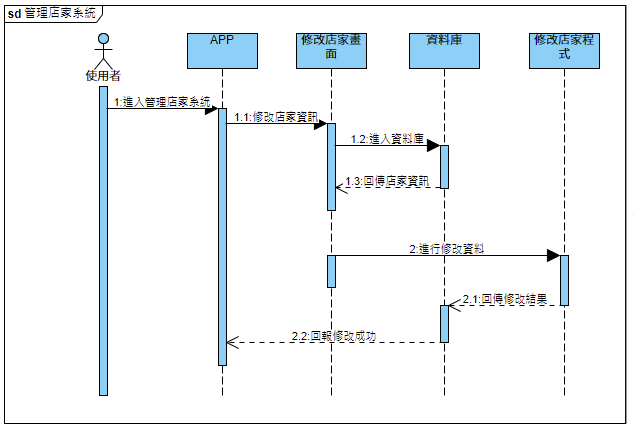 sd 管理店家系統
使用者
APP
修改店家畫
面
資料庫
修改店家程
式
1:進入管理店家系統
1.1:修改店家資訊
1.2:進入資料庫
1.3:回傳店家資訊
2:進行修改資料
2.1:回傳修改結果
2.2:回報修改成功